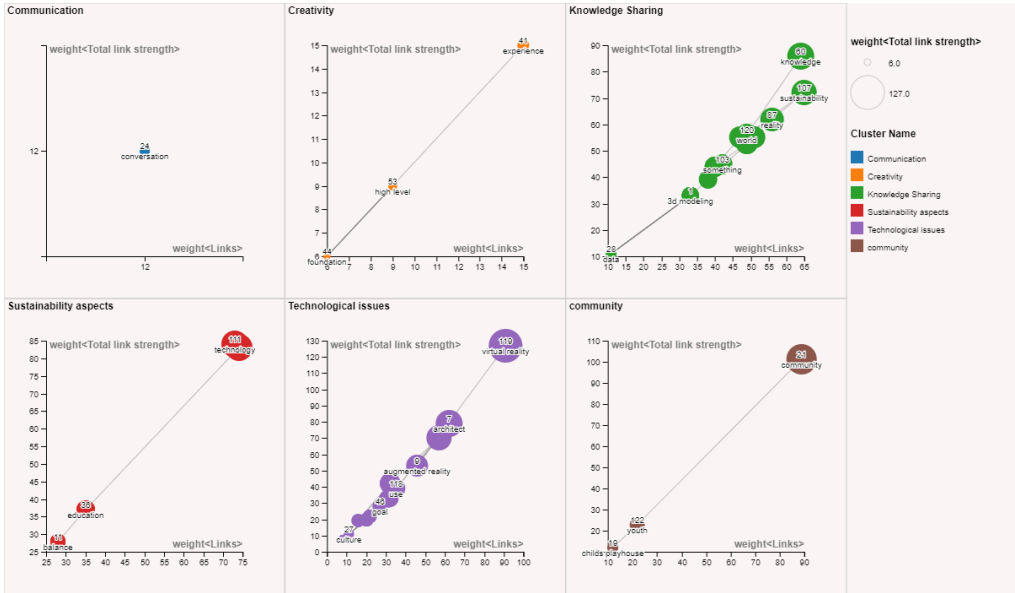 Communication
weight<Total link strength>
12
24
conversation
weight<Links>
12
Creativity
weight<Total link strength>
15
14
13
12
11
10
9
8
7
6
41
experience
53
high level
44
foundation
weight<Links>
6 7 8 9 10 11 12 13 14 15
Knowledge Sharing
weight<Total link strength>
90
80
70
60
50
40
30
20
10
60
knowledge
107
sustainability
87
reality
120
world
103
something
1
3d modeling
28
data
weight<Links>
10 15 20 25 30 35 40 45 50 55 60 65
weight<Total link strength>
6.0
127.0
Cluster Name
Communication
Creativity
Knowledge Sharing
Sustainability aspects
Technological issues
community
Sustainability aspects
weight<Total link strength>
85
80
75
70
65
60
55
50
45
40
35
30
25
111
technology
education
11
balance
weight<Links>
25 30 35 40 45 50 55 60 65 70 75
Technological issues
weight<Total link strength>
130
120
110
100
90
80
70
60
50
40
30
20
10
0
119
virtual reality
7
architect
9
augmented reality
118
use
46
goal
27
culture
weight<Links>
0 10 20 30 40 50 60 70 80 90 100
community
weight<Total link strength>
110
100
90
80
70
60
50
40
30
20
21
community
122
youth
19
childs playhouse
weight<Links>
10 20 30 40 50 60 70 80 90